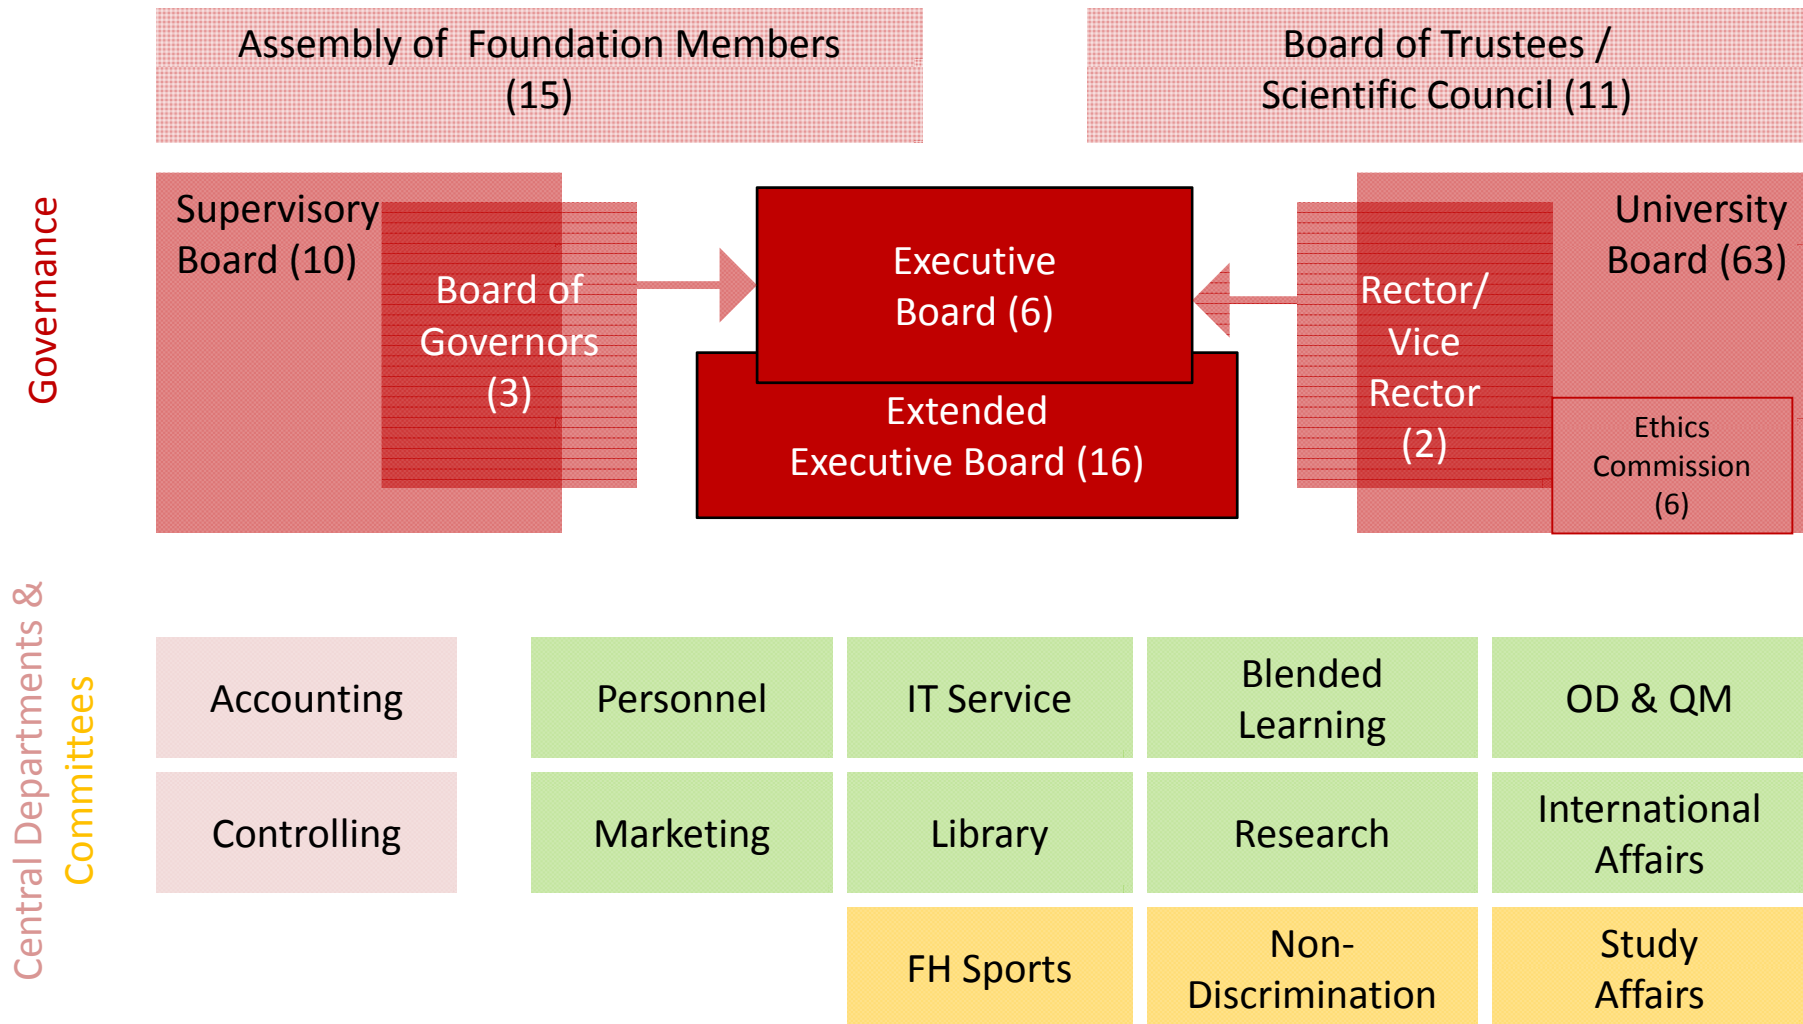 Assembly of Foundation Members
(15)
Board of Trustees /
Scientific Council (11)
Governance
Supervisory
Board (10)
Board of
Governors
(3)
Executive
Board (6)
Extended
Executive Board (16)
Rector/
Vice
Rector
(2)
University
Board (63)
Ethics
Commission
(6)
Central Departments &
Committees
Accounting
Personnel
IT Service
Blended
Learning
OD & QM
Controlling
Marketing
Library
Research
International
Affairs
FH Sports
Non-
Discrimination
Study
Affairs